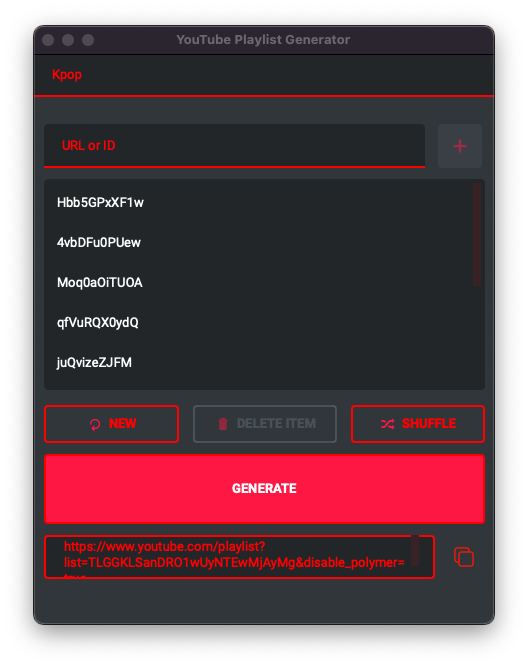 YouTube Playlist Generator
Kpop
URL or ID
Hbb5GPxXF1w
4vbDFu0PUew
Moq0aOiTUOA
qfVuRQX0ydQ
juQvizeZJFM
NEW
DELETE ITEM
SHUFFLE
GENERATE
https://www.youtube.com/playlist?
list=TLGGKLSanDRO1wUyNTEwMjAyMg&disable_polymer=
true